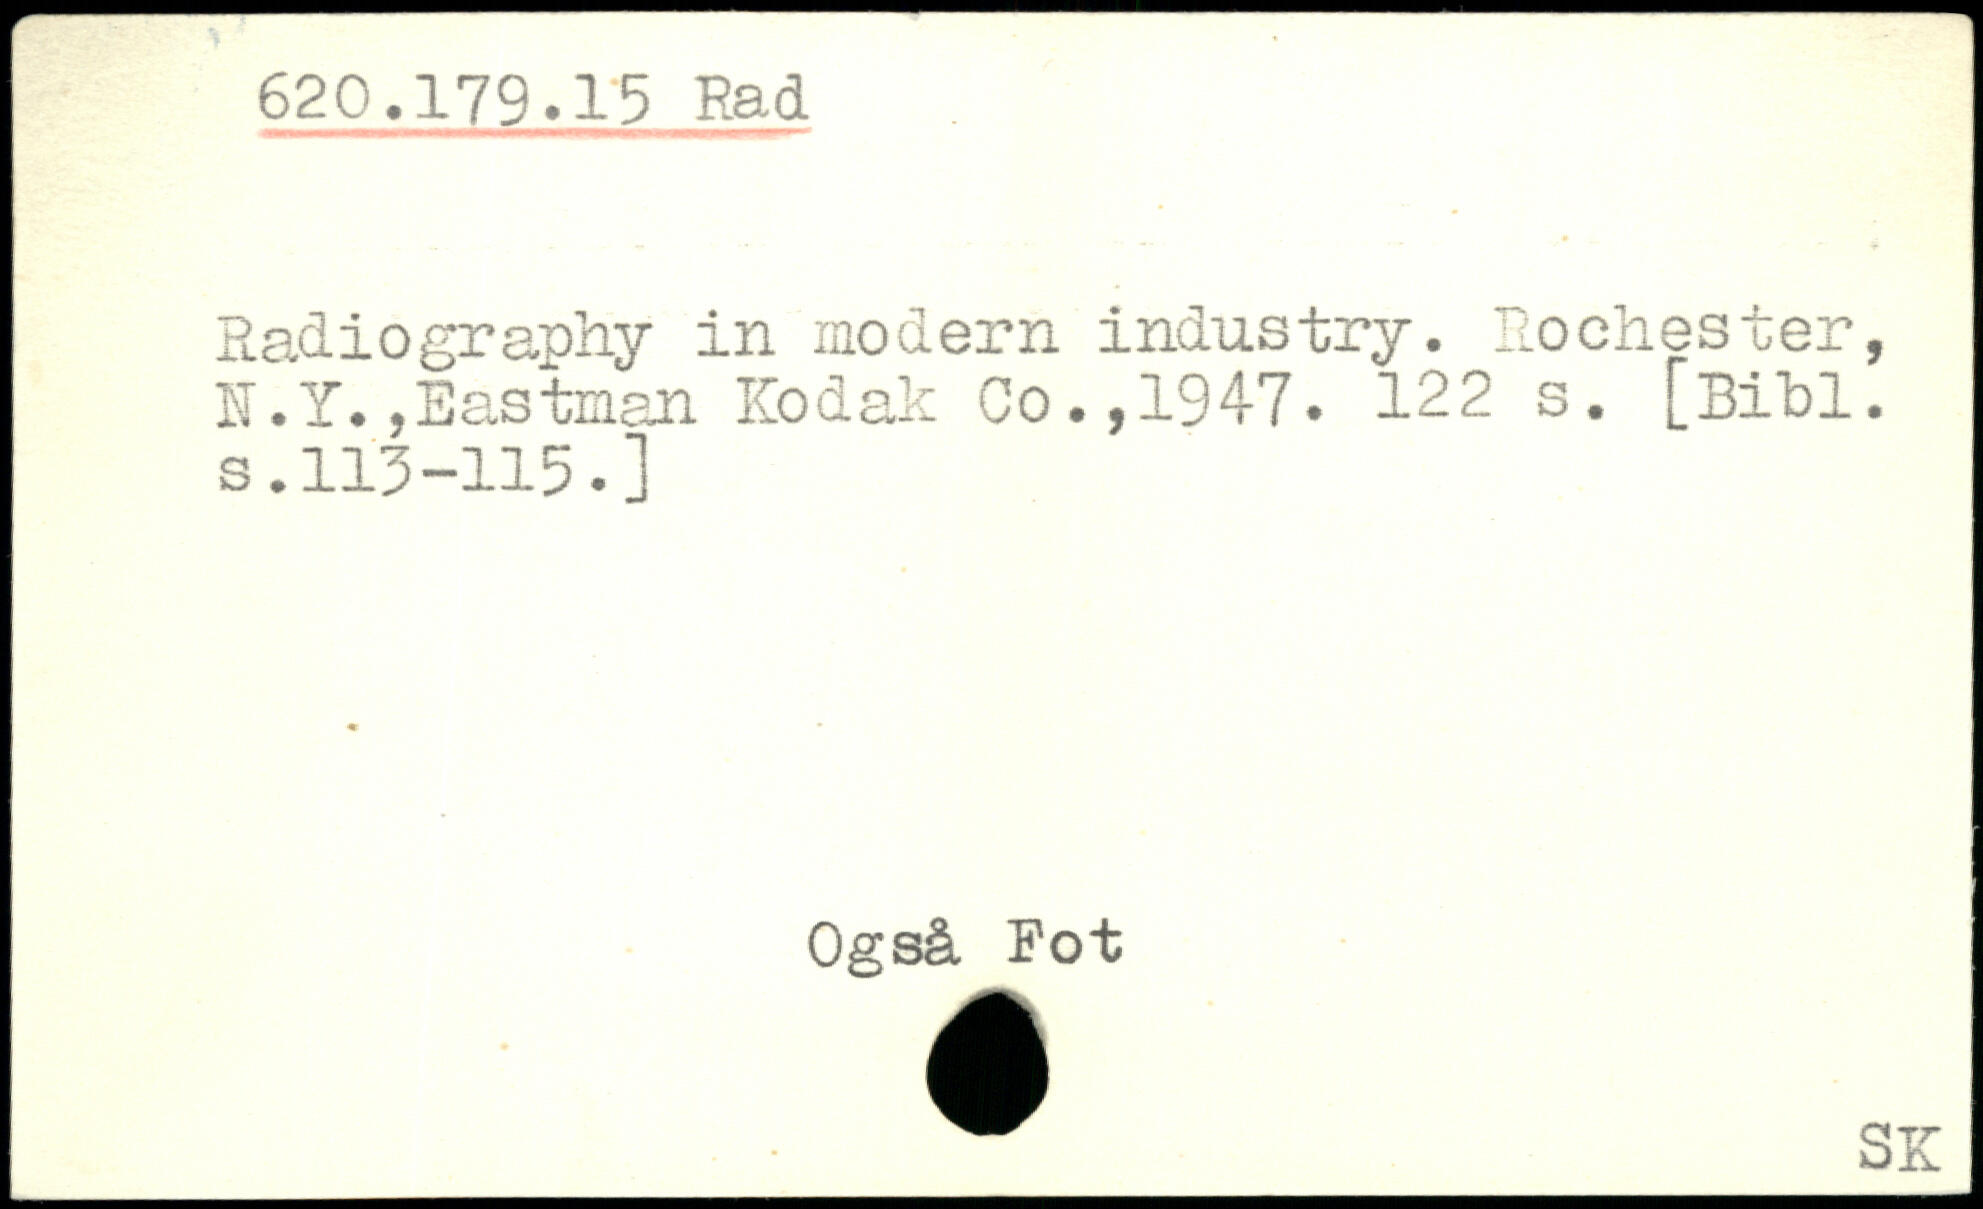 620.179.15 Rad
Radiography in modern industry. Rochester,
N.Y.,Eastman Kodak Co.,1947. 122 s. [Bibl.
s.113-115.]
Også Fot
SK